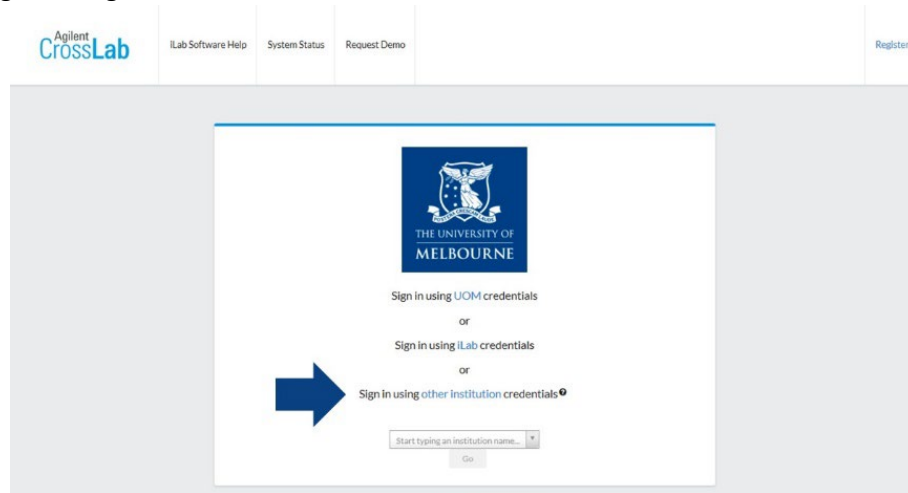 Agilent
CrossLab
iLab Software Help
System Status
Request Demo
Register
THE UNIVERSITY OF
MELBOURNE
Sign in using UOM credentials
or
Sign in using iLab credentials
or
Sign in using other institution credentials
Start typing an institution name...
Go